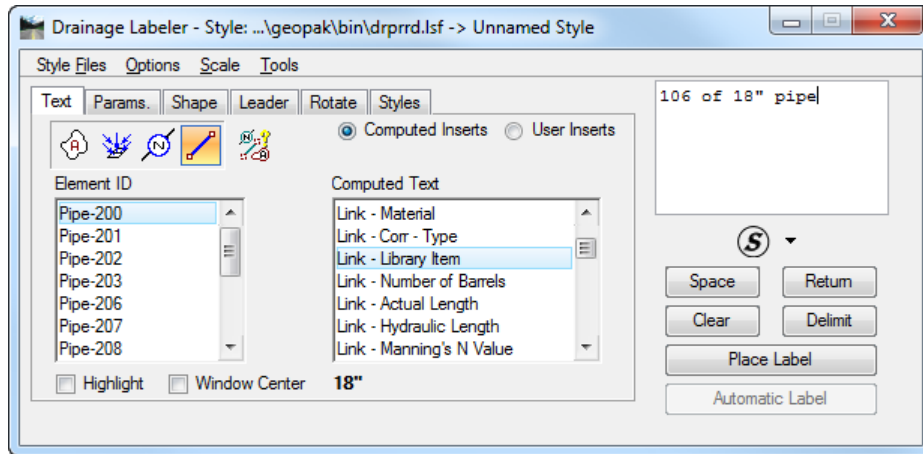 Drainage Labeler - Style: ...\geopak\bin\drprrd.lsf -> Unnamed Style
Style Files Options Scale Tools
Text Params. Shape Leader Rotate Styles
Computed Inserts User Inserts
Element ID
Pipe-200
Pipe-201
Pipe-202
Pipe-203
Pipe-206
Pipe-207
Pipe-208
Computed Text
Link - Material
Link - Corr - Type
Link - Library Item
Link - Number of Barrels
Link - Actual Length
Link - Hydraulic Length
Link - Manning's N Value
Highlight Window Center 18"
106 of 18" pipe
S
Space Return
Clear Delimit
Place Label
Automatic Label